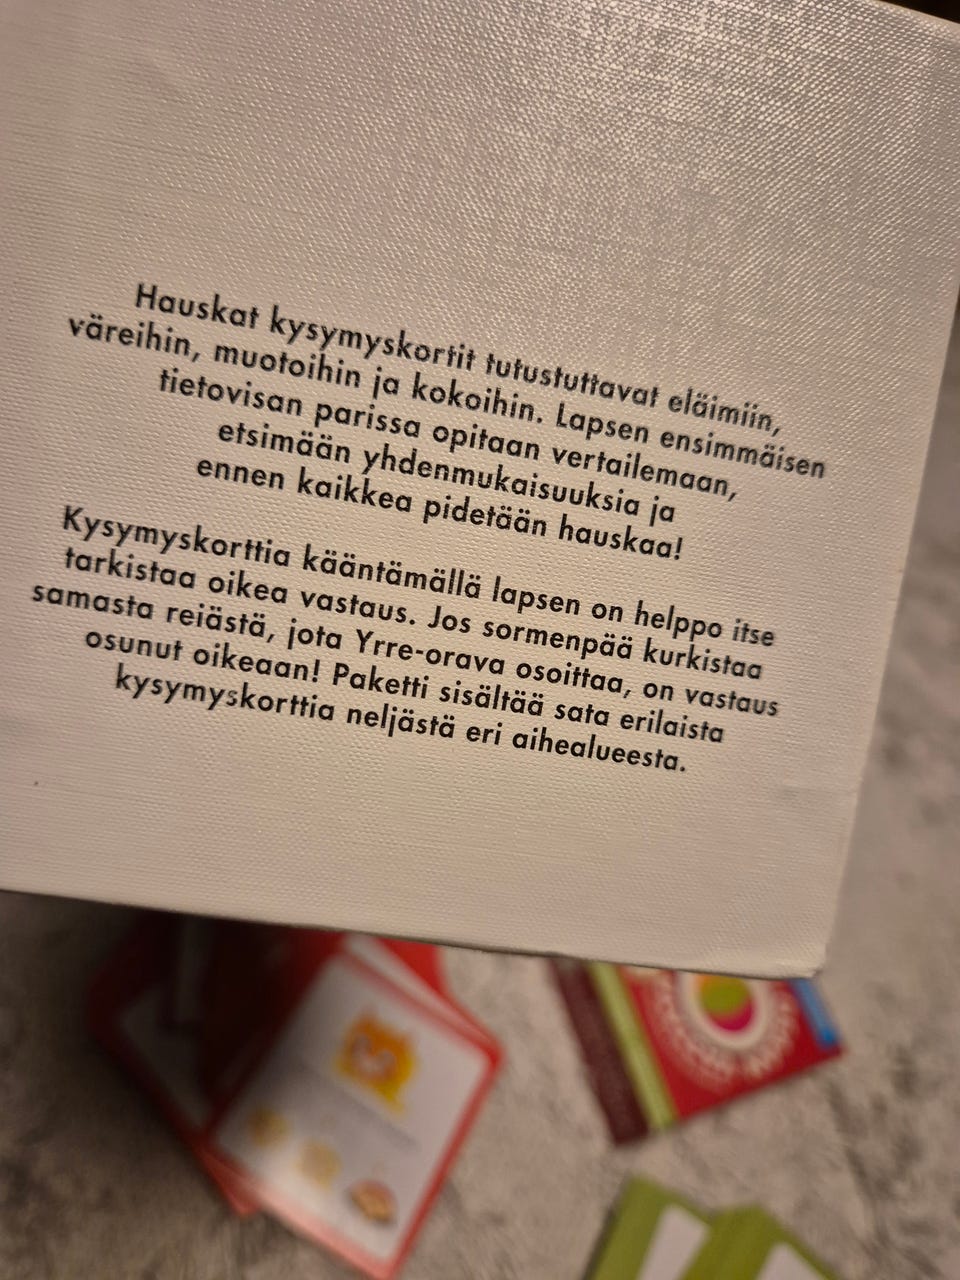 Hauskat kysymyskortit tutustuttavat eläimiin,
väreihin, muotoihin ja kokoihin. Lapsen ensimmäisen
tietovisan parissa opitaan vertailemaan,
etsimään yhdenmukaisuuksia ja
ennen kaikkea pidetään hauskaa!
Kysymyskorttia kääntämällä lapsen on helppo itse
tarkistaa oikea vastaus. Jos sormenpää kurkistaa
samasta reiästä, jota Yrre-orava osoittaa, on vastaus
osunut oikeaan! Paketti sisältää sata erilaista
kysymyskorttia neljästä eri aihealueesta.